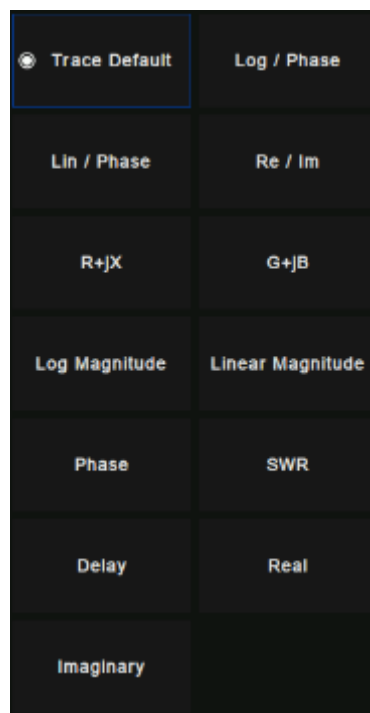 Trace Default
Log / Phase
Lin / Phase
Re / Im
R+jX
G+jB
Log Magnitude
Linear Magnitude
Phase
SWR
Delay
Real
Imaginary